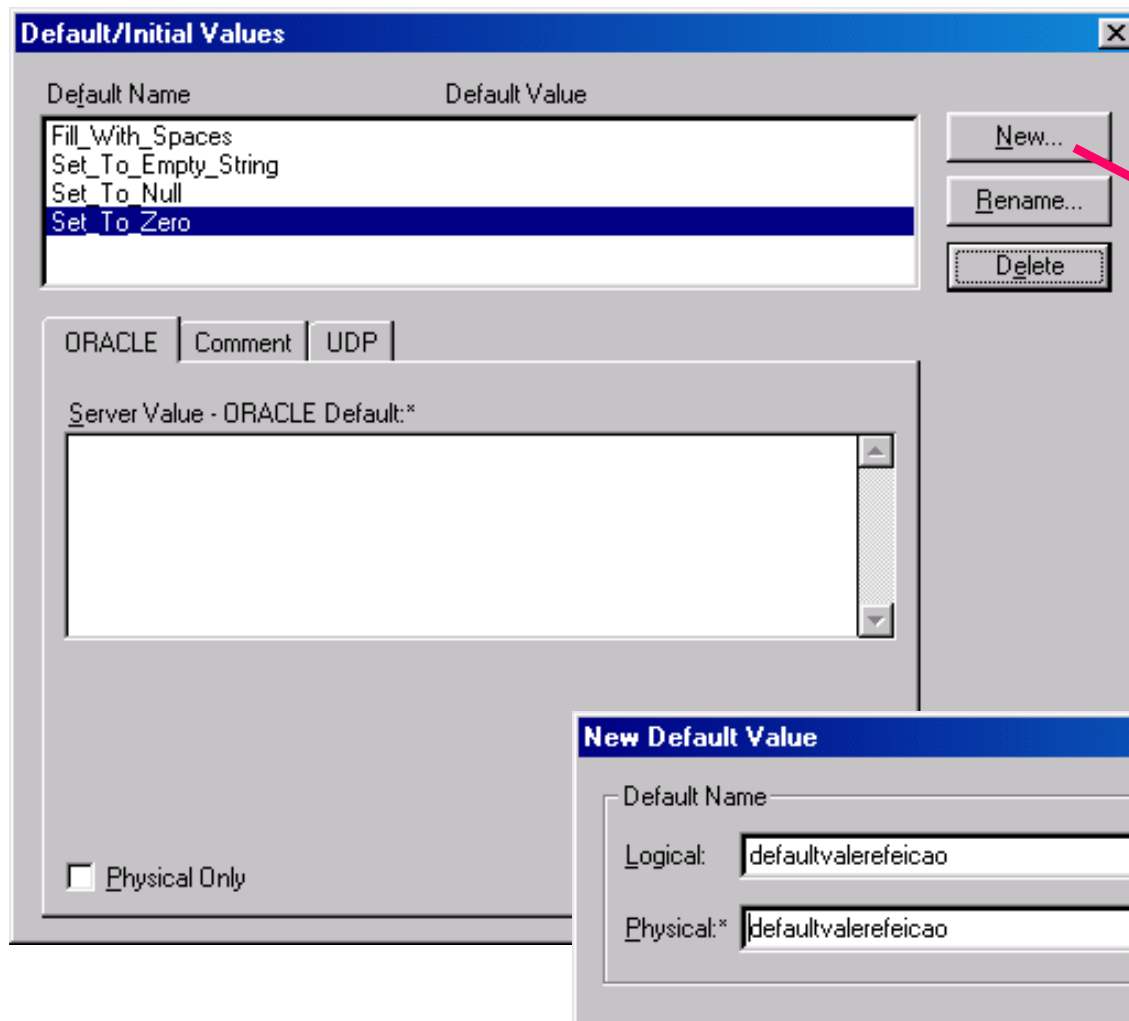 Default/Initial Values
Default Name Default Value
Fill_With_Spaces
Set_To_Empty_String
Set_To_Null
Set_To_Zero
New...
Rename...
Delete
ORACLE Comment UDP
Server Value - ORACLE Default:*
Physical Only
New Default Value
Default Name
Logical: defaultvalerefeicao
Physical:* defaultvalerefeicao